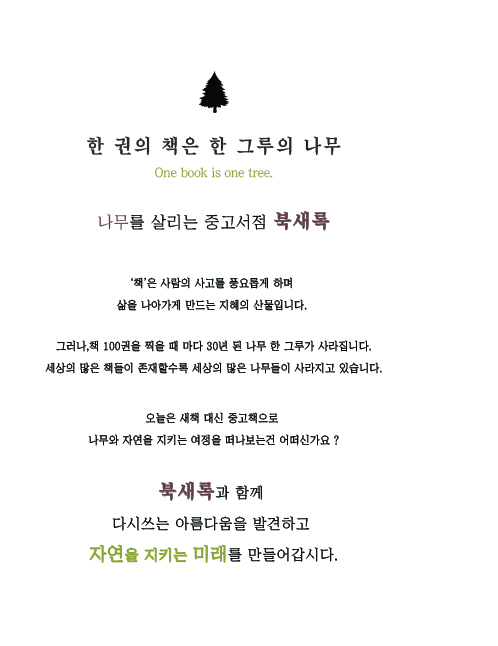 한 권의 책은 한 그루의 나무
One book is one tree.
나무를 살리는 중고서점 북새록
'책'은 사람의 사고를 풍요롭게 하며
삶을 나아가게 만드는 지혜의 산물입니다.
그러나,책 100권을 찍을 때 마다 30년 된 나무 한 그루가 사라집니다.
세상의 많은 책들이 존재할수록 세상의 많은 나무들이 사라지고 있습니다.
오늘은 새책 대신 중고책으로
나무와 자연을 지키는 여정을 떠나보는건 어떠신가요 ?
북새록과 함께
다시쓰는 아름다움을 발견하고
자연을 지키는 미래를 만들어갑시다.